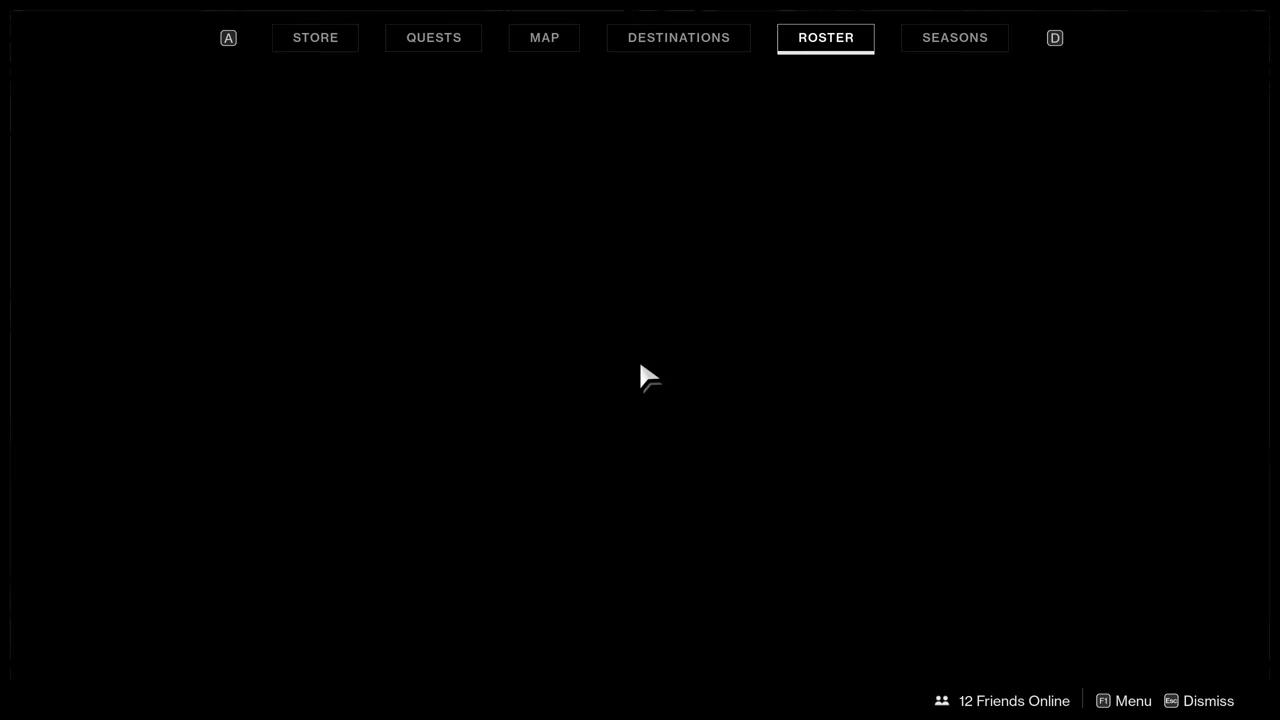 A STORE QUESTS MAP DESTINATIONS ROSTER SEASONS D
12 Friends Online F1 Menu Esc Dismiss